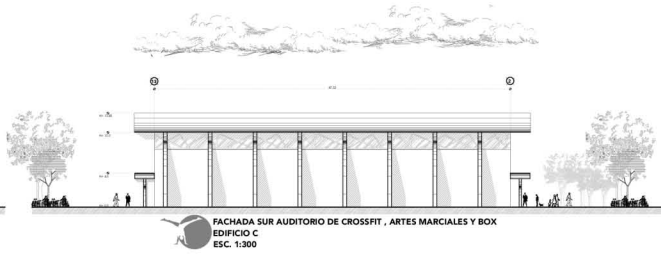 FACHADA SUR AUDITORIO DE CROSSFIT , ARTES MARCIALES Y BOX
EDIFICIO C
ESC. 1:300